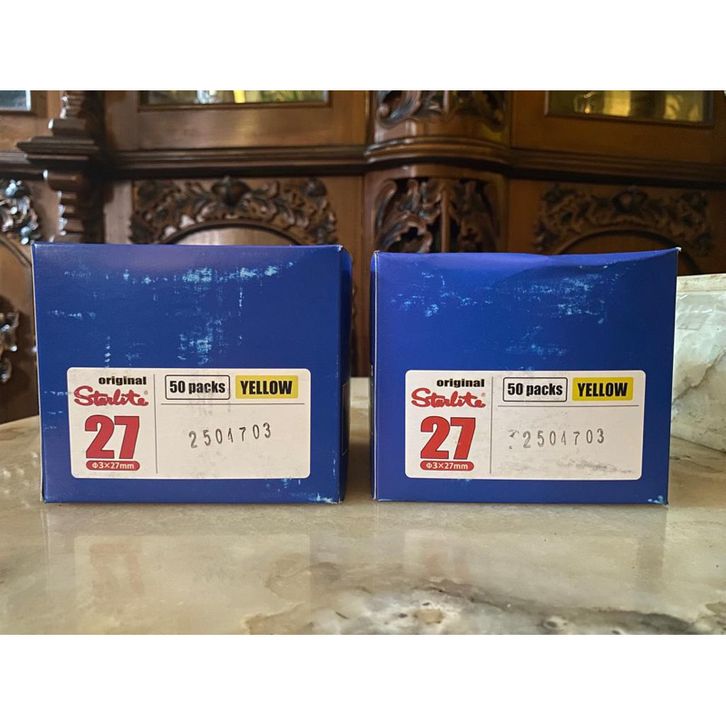 original
Starlite®
27
Φ3×27mm
50 packs
YELLOW
2504703
original
Starlite®
27
Φ3×27mm
50 packs
YELLOW
2504703